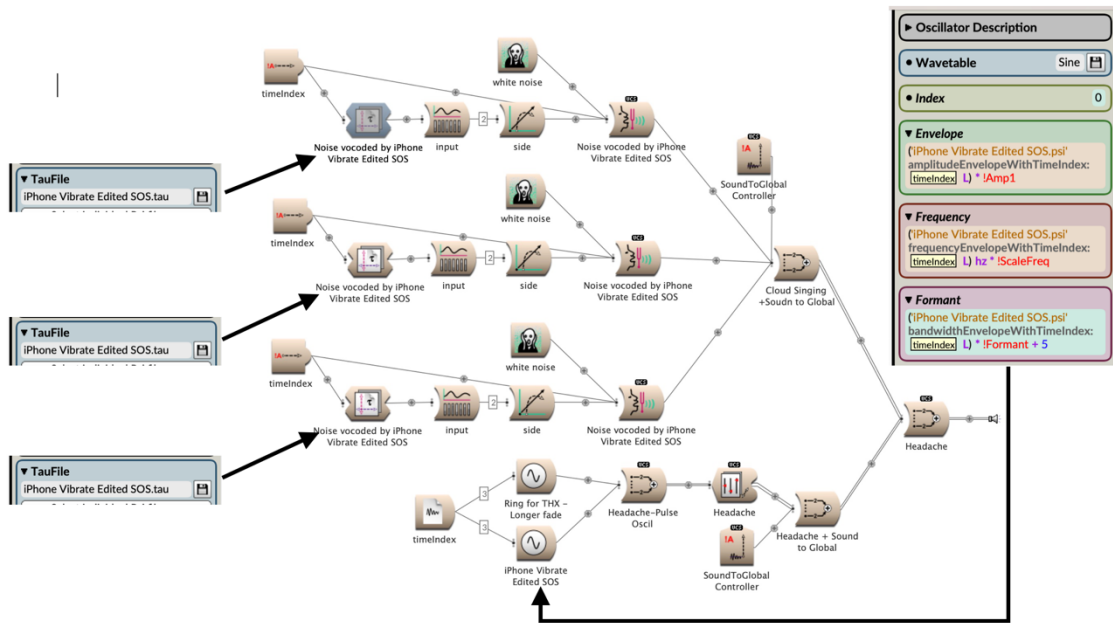 !A
timeIndex
white noise
Noise vocoded by iPhone
Vibrate Edited SOS
input
2
side
Noise vocoded by iPhone
Vibrate Edited SOS
▼ TauFile
iPhone Vibrate Edited SOS.tau
!A
SoundToGlobal
Controller
!A
timeIndex
white noise
Noise vocoded by iPhone
Vibrate Edited SOS
input
2
side
Noise vocoded by iPhone
Vibrate Edited SOS
▼ TauFile
iPhone Vibrate Edited SOS.tau
Cloud Singing
+Soudn to Global
!A
timeIndex
white noise
Noise vocoded by iPhone
Vibrate Edited SOS
input
2
side
Noise vocoded by iPhone
Vibrate Edited SOS
▼ TauFile
iPhone Vibrate Edited SOS.tau
timeIndex
3
3
Ring for THX –
Longer fade
iPhone Vibrate
Edited SOS
Headache-Pulse
Oscil
Headache
!A
SoundToGlobal
Controller
Headache + Sound
to Global
Headache
▶ Oscillator Description
• Wavetable Sine
• Index 0
▼ Envelope
('iPhone Vibrate Edited SOS.psi'
amplitudeEnvelopeWithTimeIndex:
timeIndex L) * !Amp1
▼ Frequency
('iPhone Vibrate Edited SOS.psi'
frequencyEnvelopeWithTimeIndex:
timeIndex L) hz * !ScaleFreq
▼ Formant
('iPhone Vibrate Edited SOS.psi'
bandwidthEnvelopeWithTimeIndex:
timeIndex L) * !Formant + 5